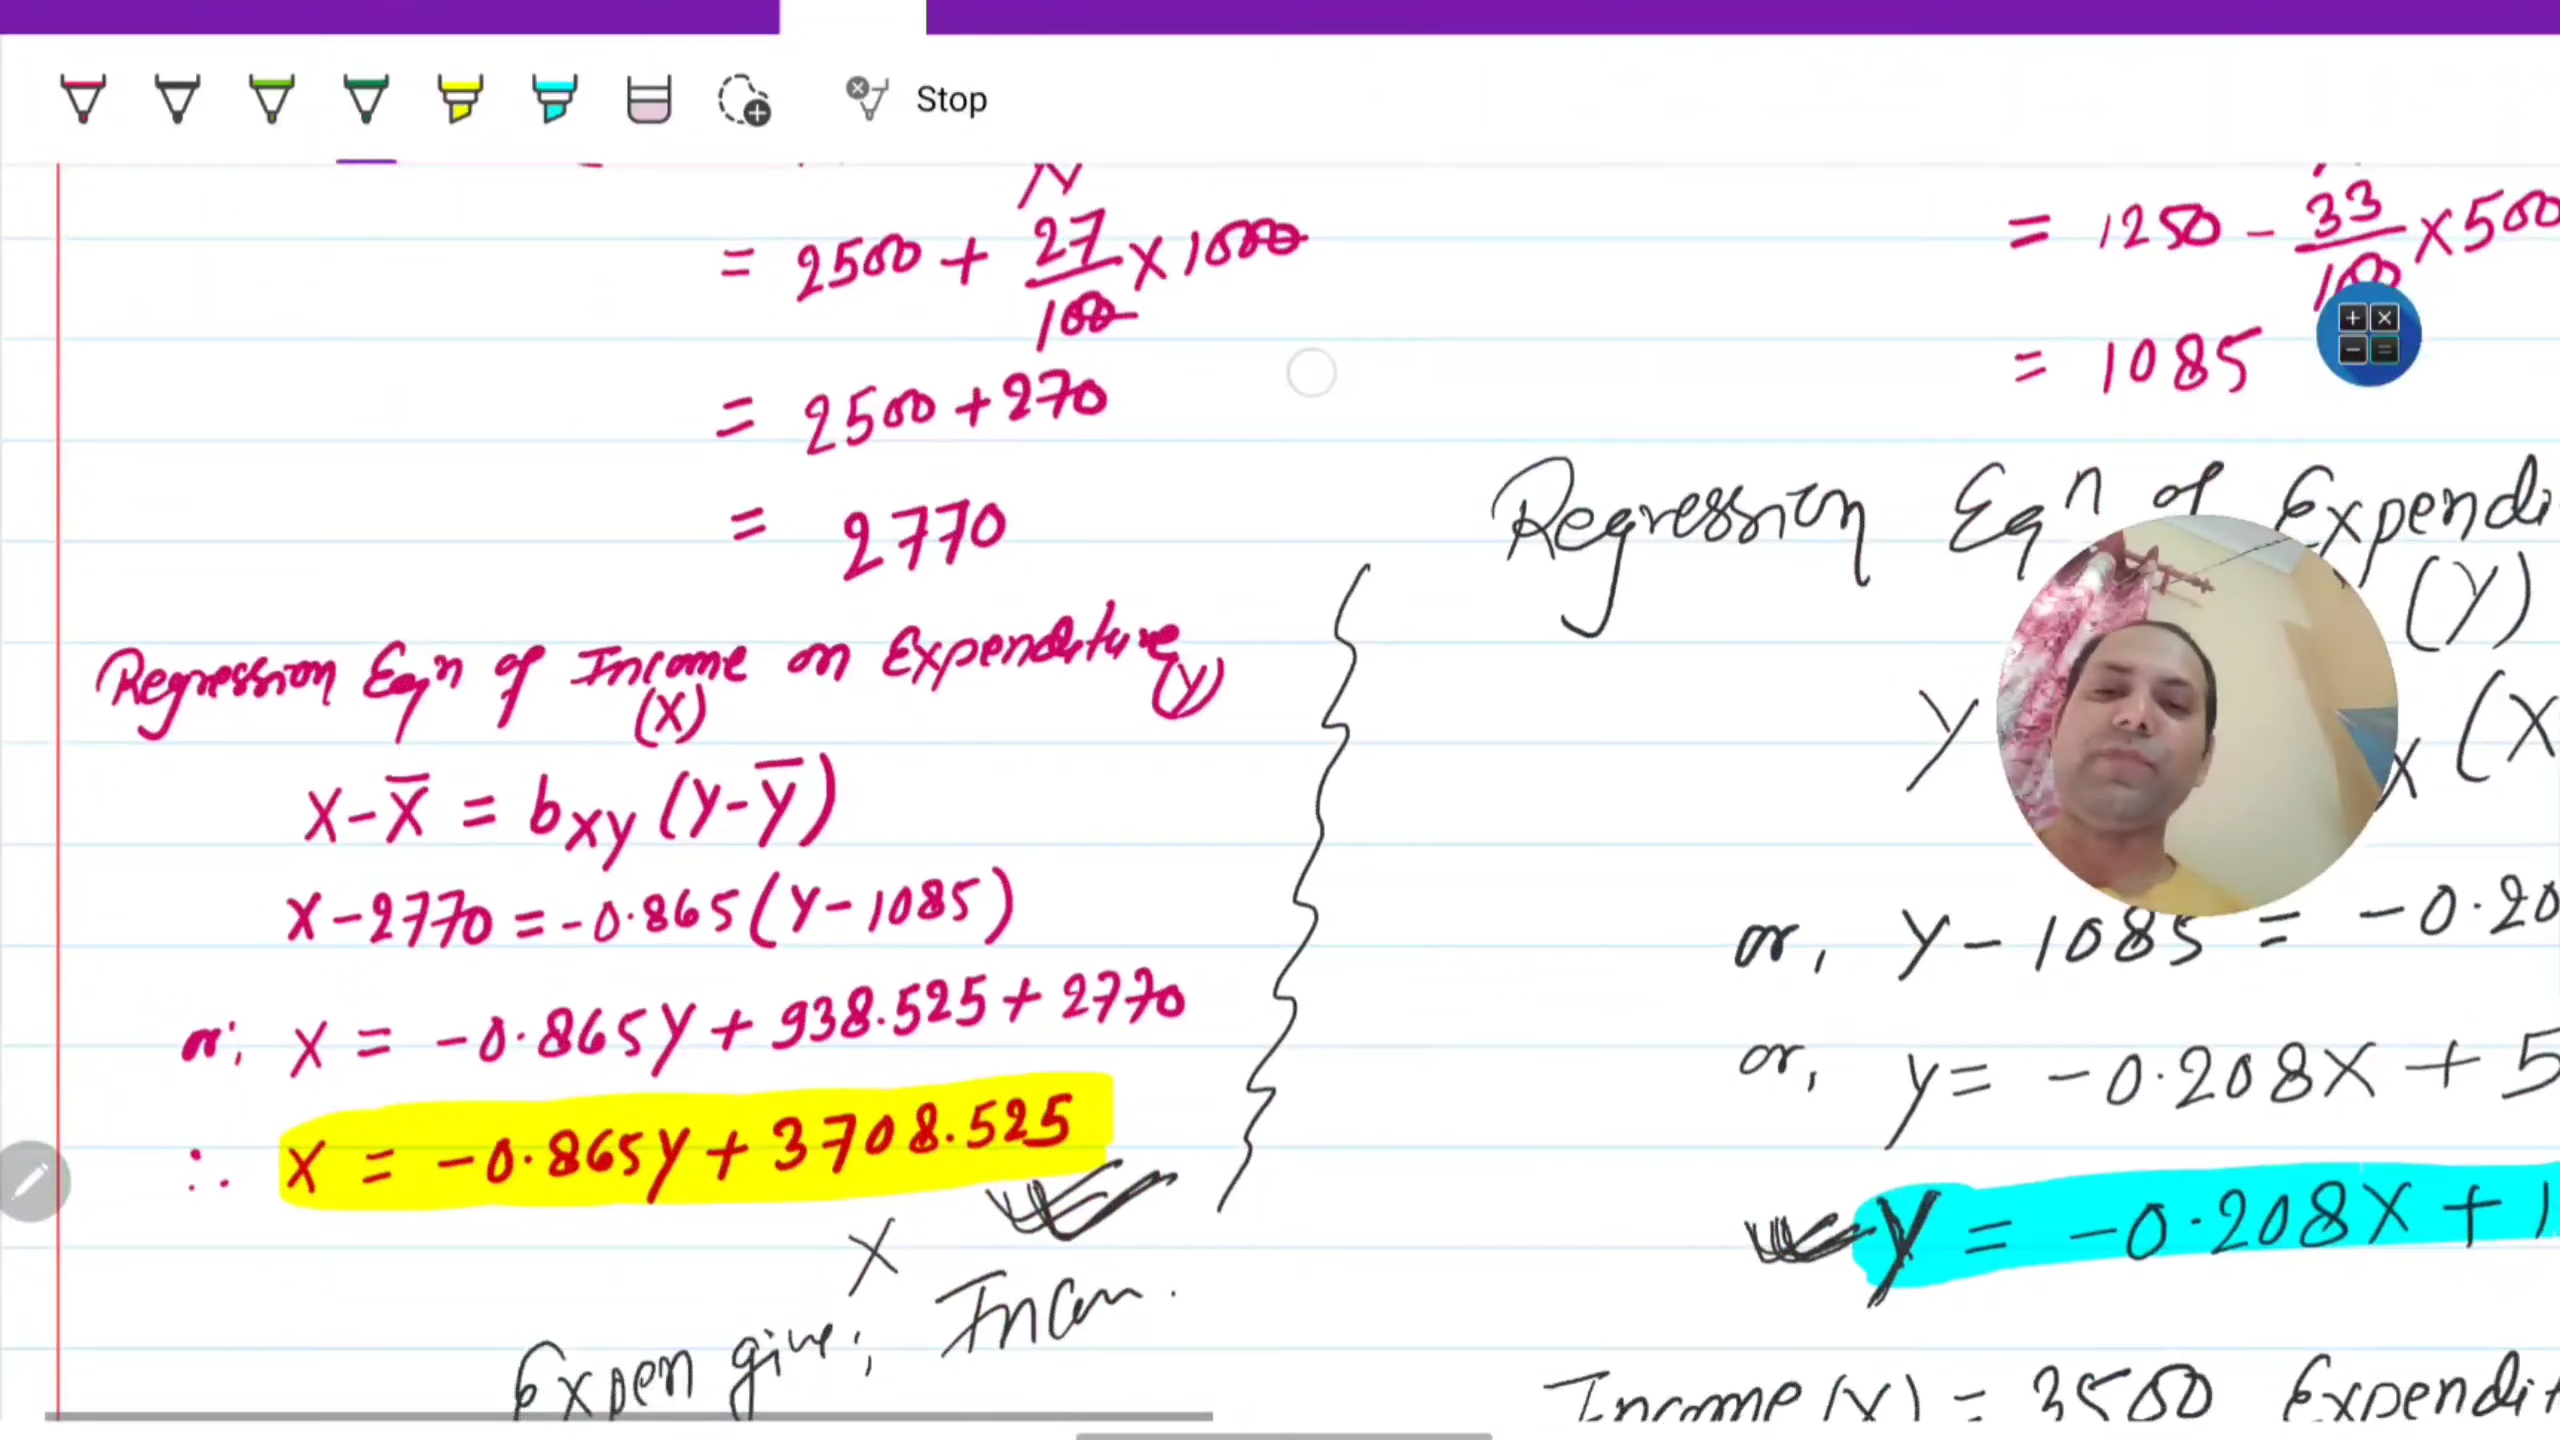 Stop
= 2500 + 27/100 × 1000
= 2500 + 270
= 2770
Regression Eqn of Income on Expenditure
(X) (Y)
X - X̅ = bxy (Y - Y̅)
X - 2770 = -0.865 (Y - 1085)
or, X = -0.865Y + 938.525 + 2770
∴ X = -0.865Y + 3708.525
X
Expen give; Incom.
= 1250 - 33/100 × 500
= 1085
Regression Eqn of Expendi
(Y)
Y x (X
or, Y - 1085 = -0.20
or, Y = -0.208X + 5
Y = -0.208X + 1
Income (X) = 3500 Expendit